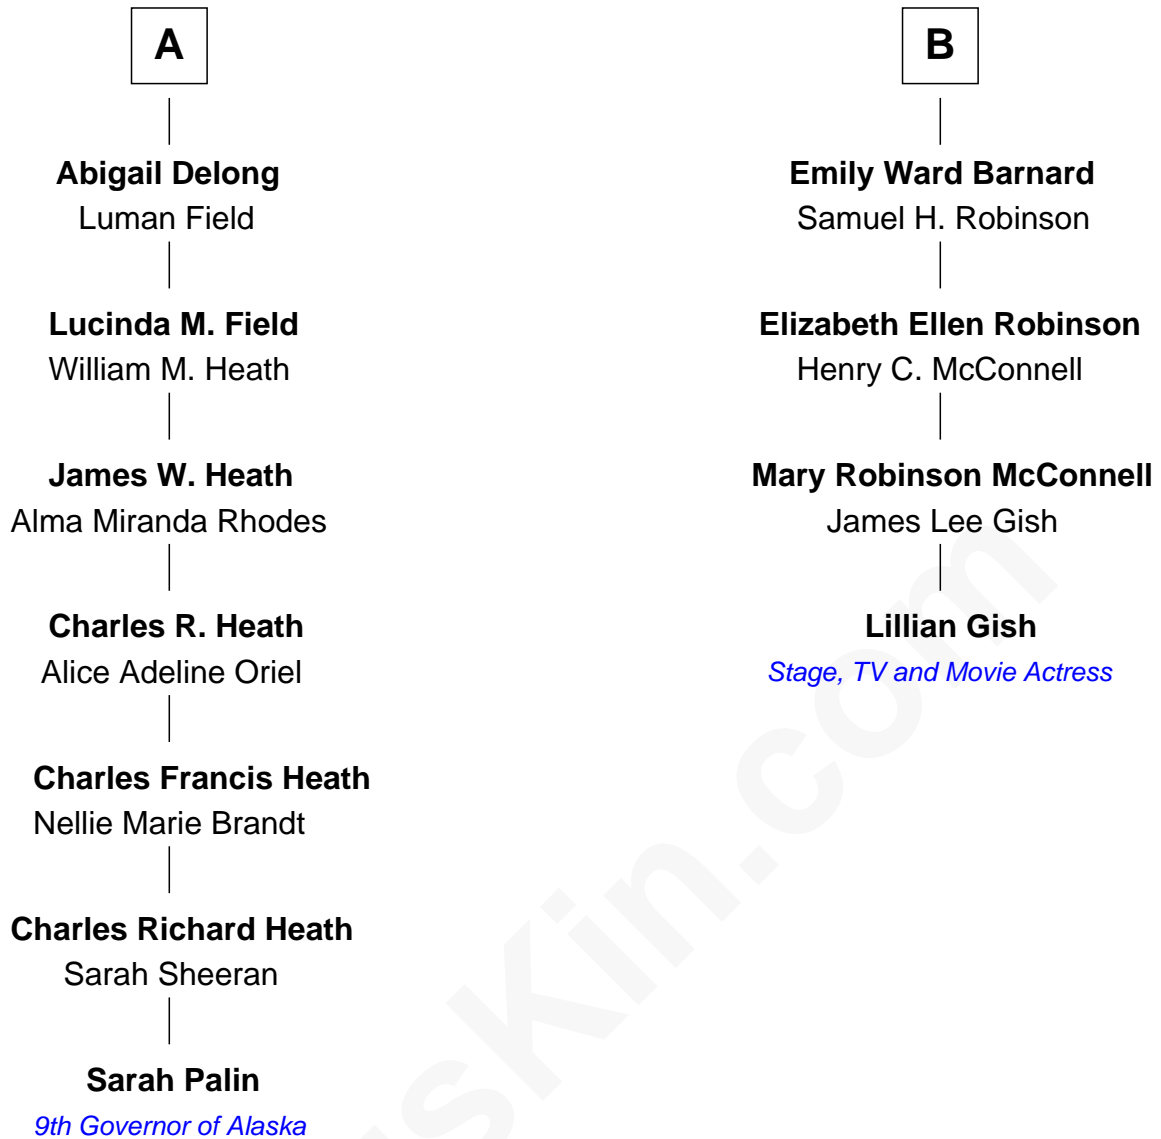 A
Abigail Delong
Luman Field
Lucinda M. Field
William M. Heath
James W. Heath
Alma Miranda Rhodes
Charles R. Heath
Alice Adeline Oriel
Charles Francis Heath
Nellie Marie Brandt
Charles Richard Heath
Sarah Sheeran
Sarah Palin
9th Governor of Alaska
B
Emily Ward Barnard
Samuel H. Robinson
Elizabeth Ellen Robinson
Henry C. McConnell
Mary Robinson McConnell
James Lee Gish
Lillian Gish
Stage, TV and Movie Actress
sKin.com